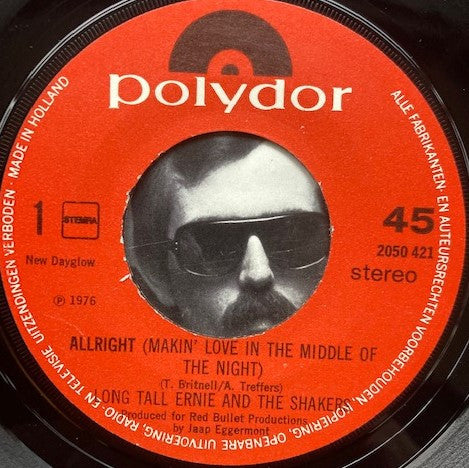 polydor
1
STEMRA
45
2050 421
stereo
New Dayglow
℗ 1976
ALLRIGHT (MAKIN' LOVE IN THE MIDDLE OF
THE NIGHT)
(T. Britnell/A. Treffers)
LONG TALL ERNIE AND THE SHAKERS
Produced for Red Bullet Productions
by Jaap Eggermont
MADE IN HOLLAND · ALLE FABRIKANTEN- EN AUTEURSRECHTEN VOORBEHOUDEN, KOPIERING, OPENBARE UITVOERING, RADIO- EN TELEVISIE UITZENDINGEN VERBODEN ·